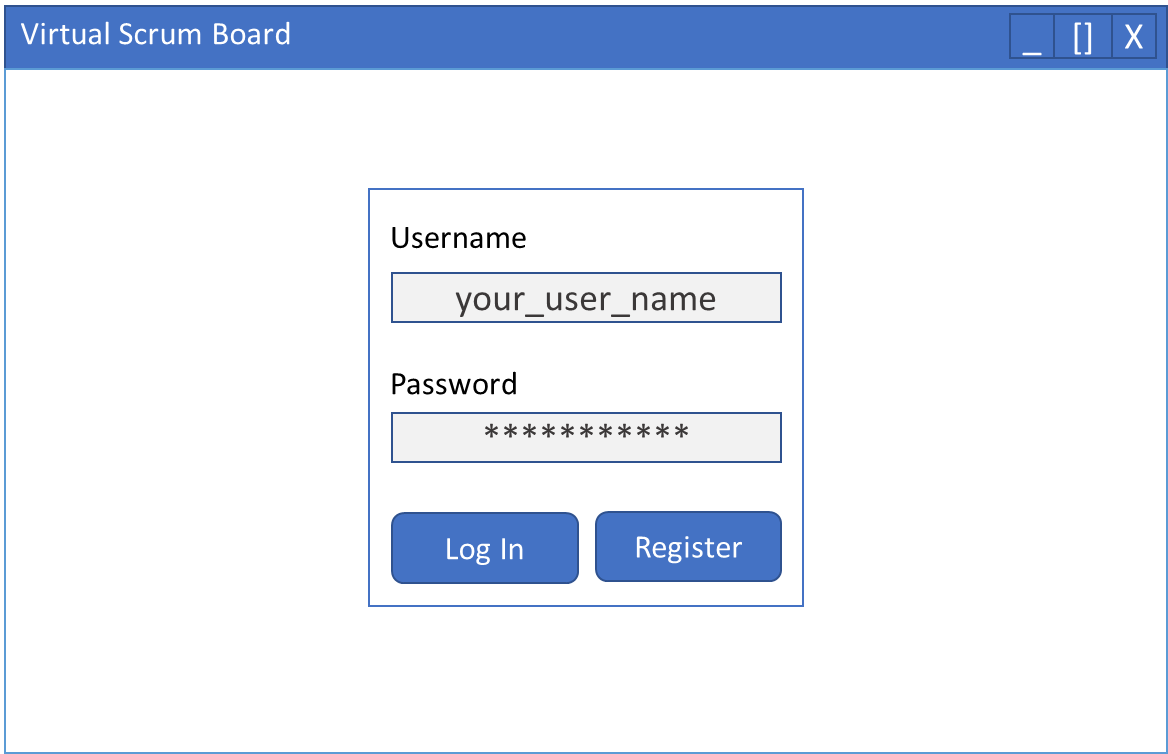 Virtual Scrum Board
_ [] X
Username
your_user_name
Password
***********
Log In Register